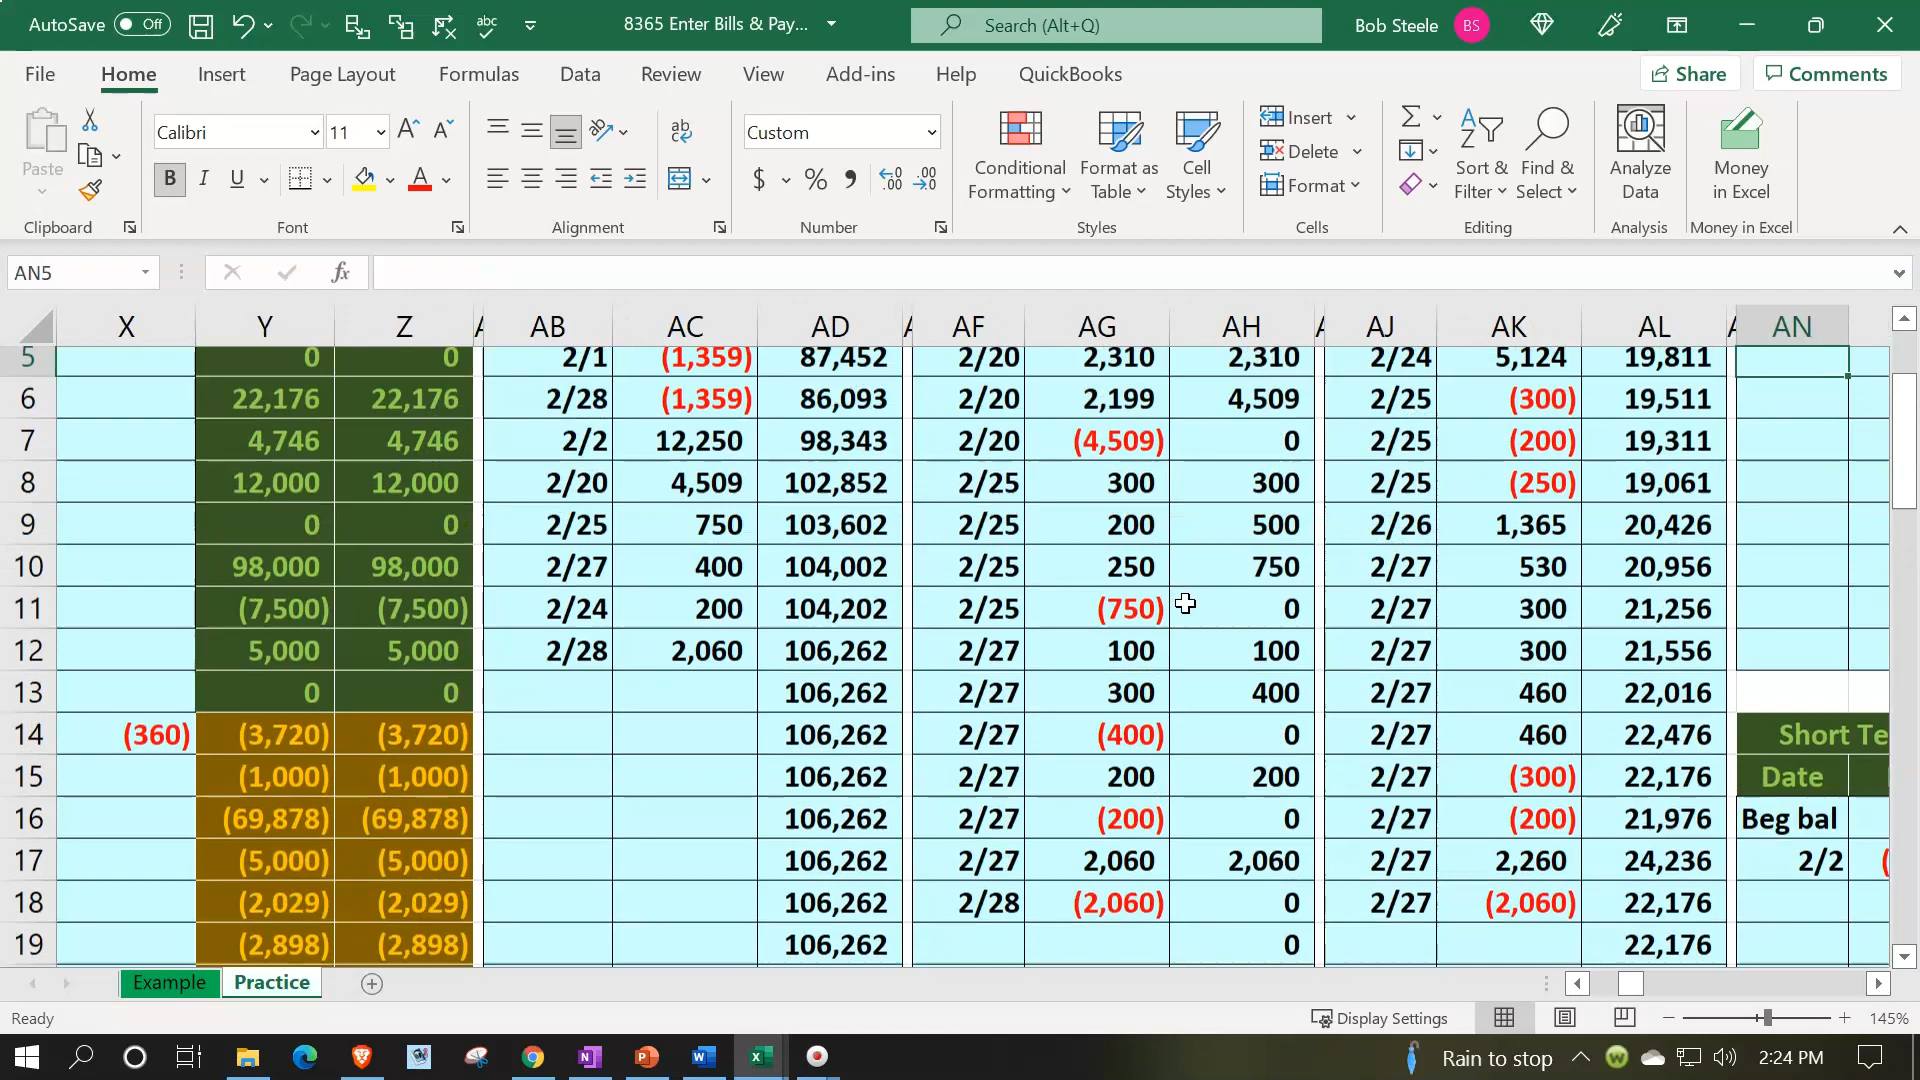 AutoSave Off 8365 Enter Bills & Pay... Search (Alt+Q) Bob Steele BS
File Home Insert Page Layout Formulas Data Review View Add-ins Help QuickBooks Share Comments
Paste Calibri 11 Custom Conditional Formatting Format as Table Cell Styles Insert Delete Format Sort & Filter Find & Select Analyze Data Money in Excel
Clipboard Font Alignment Number Styles Cells Editing Analysis Money in Excel
AN5 fx
X Y Z AB AC AD AF AG AH AJ AK AL AN
5 0 0 2/1 (1,359) 87,452 2/20 2,310 2,310 2/24 5,124 19,811
6 22,176 22,176 2/28 (1,359) 86,093 2/20 2,199 4,509 2/25 (300) 19,511
7 4,746 4,746 2/2 12,250 98,343 2/20 (4,509) 0 2/25 (200) 19,311
8 12,000 12,000 2/20 4,509 102,852 2/25 300 300 2/25 (250) 19,061
9 0 0 2/25 750 103,602 2/25 200 500 2/26 1,365 20,426
10 98,000 98,000 2/27 400 104,002 2/25 250 750 2/27 530 20,956
11 (7,500) (7,500) 2/24 200 104,202 2/25 (750) 0 2/27 300 21,256
12 5,000 5,000 2/28 2,060 106,262 2/27 100 100 2/27 300 21,556
13 0 0 106,262 2/27 300 400 2/27 460 22,016
14 (360) (3,720) (3,720) 106,262 2/27 (400) 0 2/27 460 22,476 Short Te
15 (1,000) (1,000) 106,262 2/27 200 200 2/27 (300) 22,176 Date
16 (69,878) (69,878) 106,262 2/27 (200) 0 2/27 (200) 21,976 Beg bal
17 (5,000) (5,000) 106,262 2/27 2,060 2,060 2/27 2,260 24,236 2/2 (
18 (2,029) (2,029) 106,262 2/28 (2,060) 0 2/27 (2,060) 22,176
19 (2,898) (2,898) 106,262 0 22,176
Example Practice
Ready Display Settings 145%
Rain to stop 2:24 PM